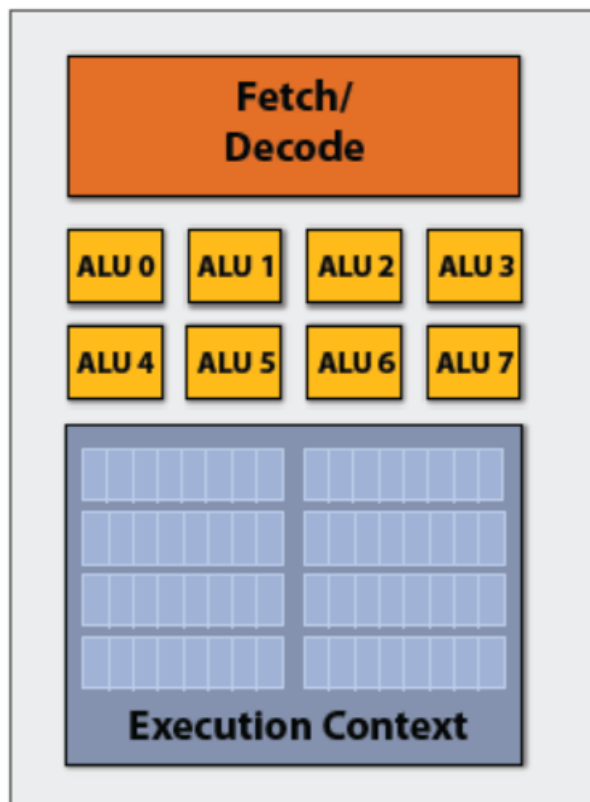 Fetch/
Decode
ALU 0 ALU 1 ALU 2 ALU 3
ALU 4 ALU 5 ALU 6 ALU 7
Execution Context